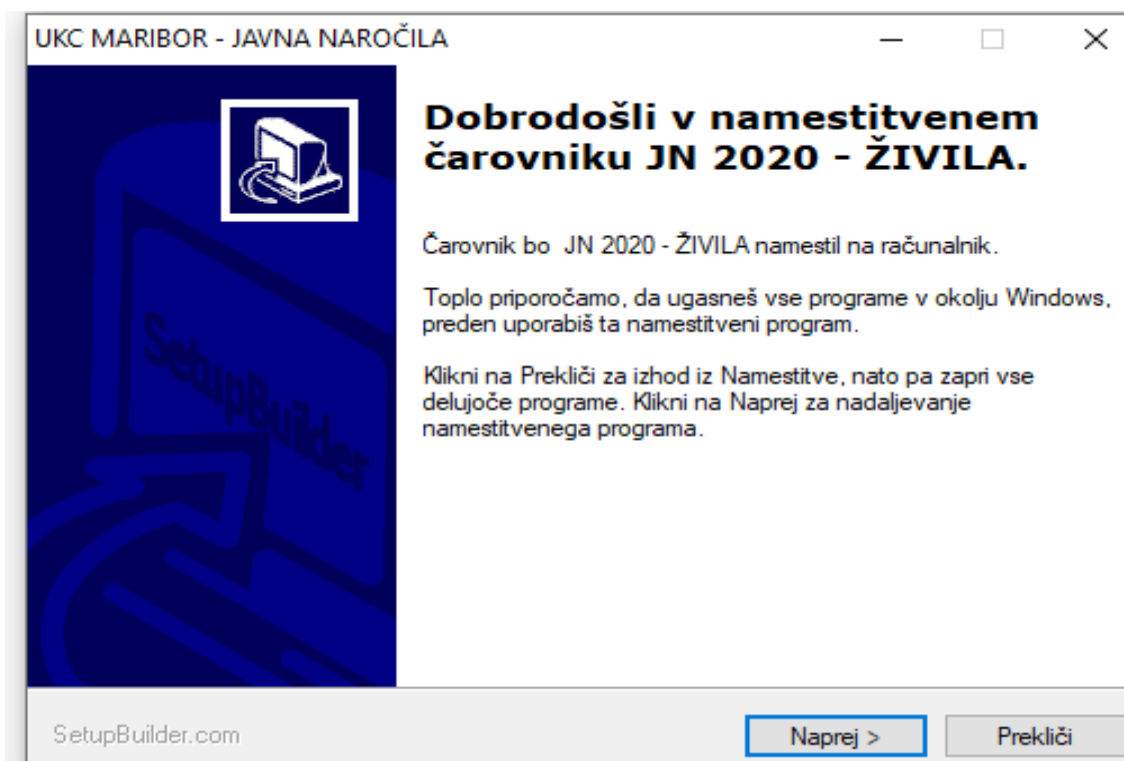 UKC MARIBOR - JAVNA NAROČILA
Dobrodošli v namestitvenem
čarovniku JN 2020 - ŽIVILA.
Čarovnik bo  JN 2020 - ŽIVILA namestil na računalnik.
Toplo priporočamo, da ugasneš vse programe v okolju Windows,
preden uporabiš ta namestitveni program.
Klikni na Prekliči za izhod iz Namestitve, nato pa zapri vse
delujoče programe. Klikni na Naprej za nadaljevanje
namestitvenega programa.
SetupBuilder
SetupBuilder.com
Naprej >
Prekliči